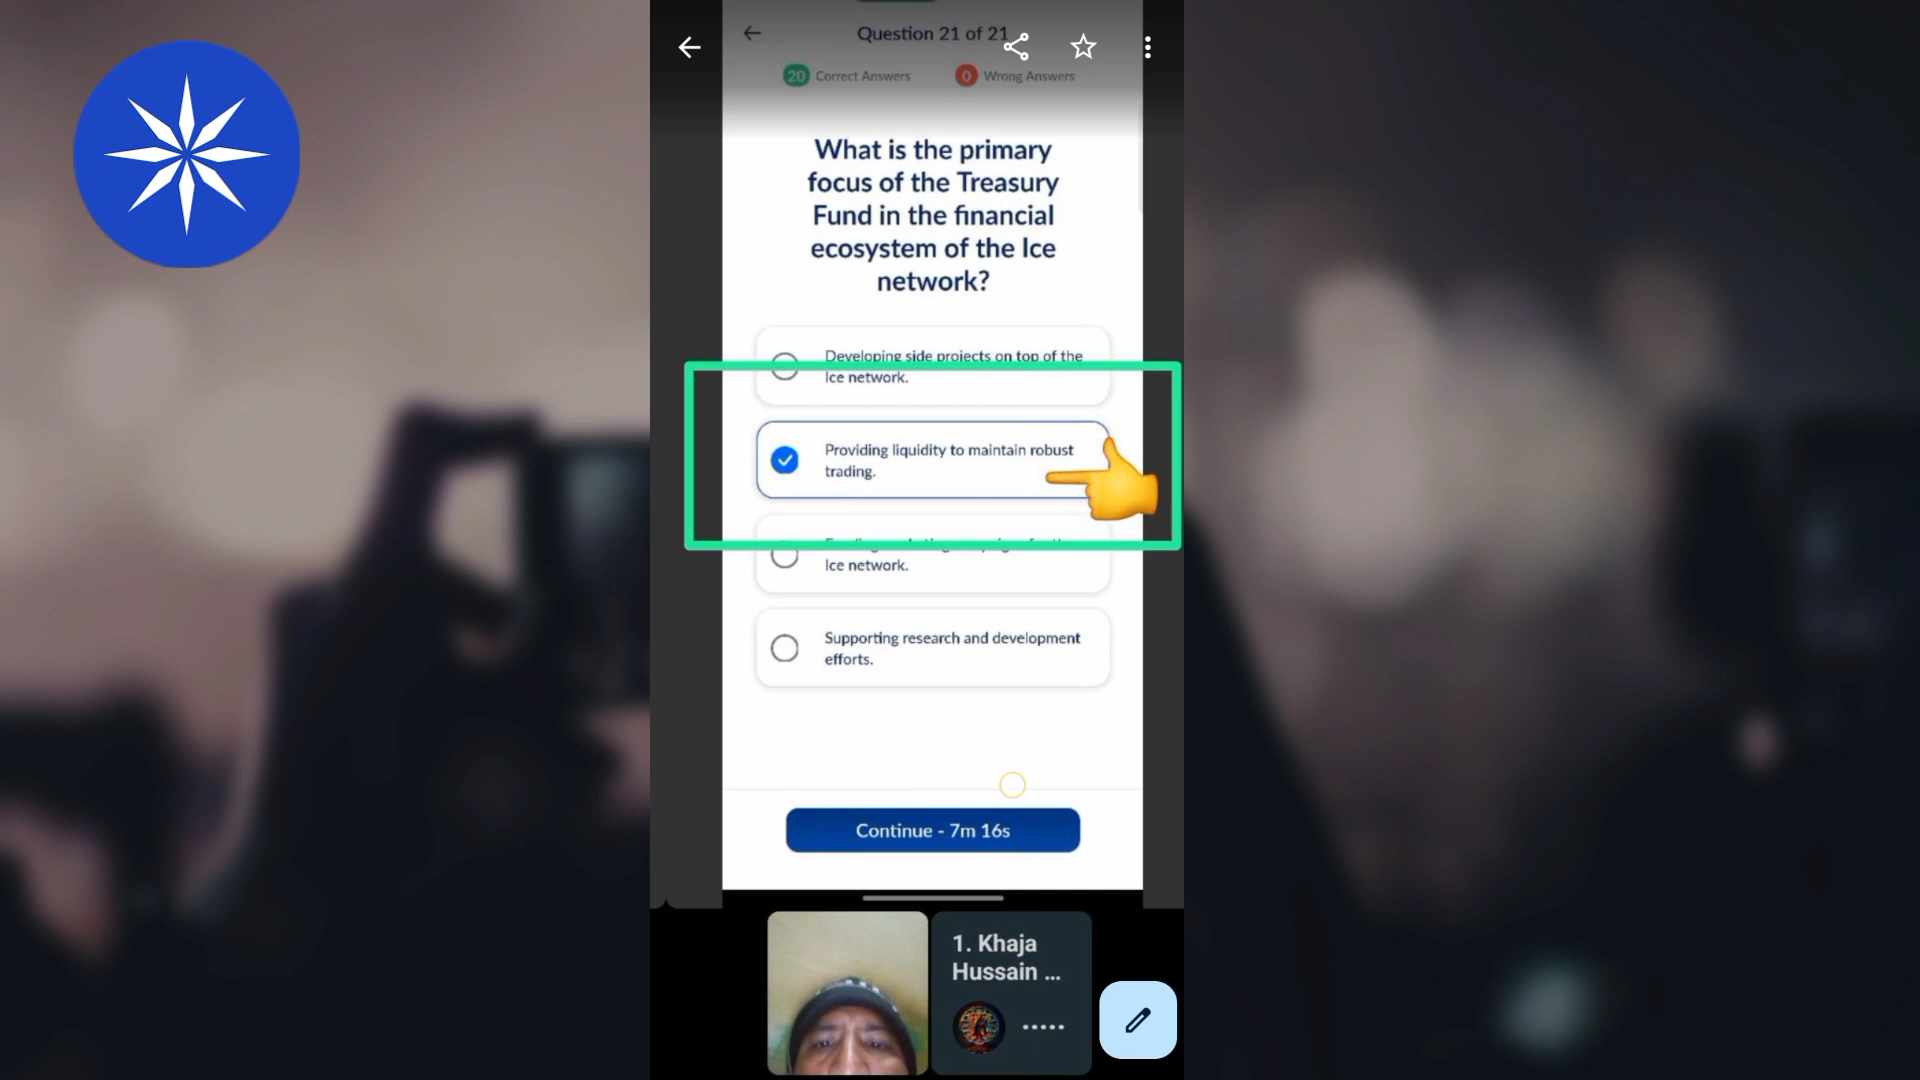 Question 21 of 21
20 Correct Answers
0 Wrong Answers
What is the primary
focus of the Treasury
Fund in the financial
ecosystem of the Ice
network?
Developing side projects on top of the
Ice network.
Providing liquidity to maintain robust
trading.
Ice network.
Supporting research and development
efforts.
Continue - 7m 16s
1. Khaja
Hussain ...